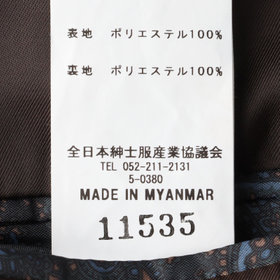 表地 ポリエステル100%
裏地 ポリエステル100%
全日本紳士服産業協議会
TEL 052-211-2131
5-0380
MADE IN MYANMAR
11535